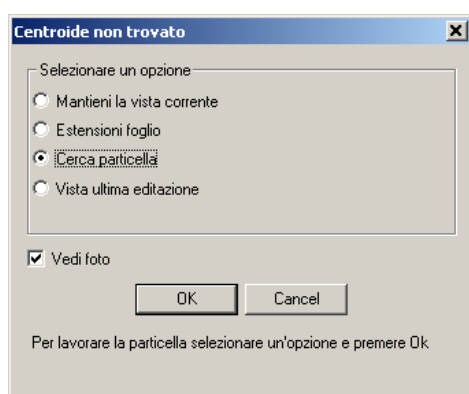 Centroide non trovato
Selezionare un opzione
Mantieni la vista corrente
Estensioni foglio
Cerca particella
Vista ultima editazione
Vedi foto
OK Cancel
Per lavorare la particella selezionare un'opzione e premere Ok